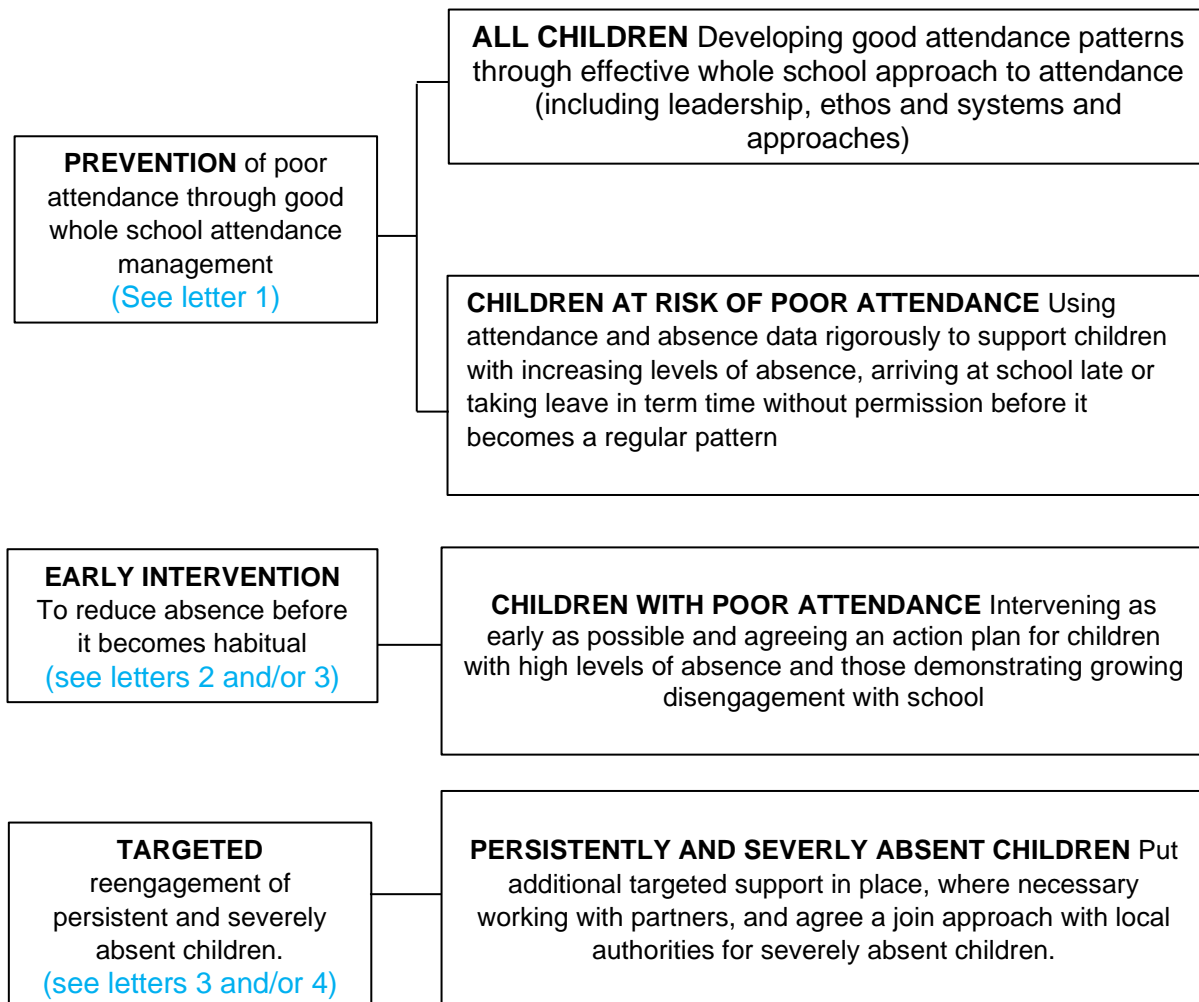 PREVENTION of poor
attendance through good
whole school attendance
management
(See letter 1)
ALL CHILDREN Developing good attendance patterns
through effective whole school approach to attendance
(including leadership, ethos and systems and
approaches)
CHILDREN AT RISK OF POOR ATTENDANCE Using
attendance and absence data rigorously to support children
with increasing levels of absence, arriving at school late or
taking leave in term time without permission before it
becomes a regular pattern
EARLY INTERVENTION
To reduce absence before
it becomes habitual
(see letters 2 and/or 3)
CHILDREN WITH POOR ATTENDANCE Intervening as
early as possible and agreeing an action plan for children
with high levels of absence and those demonstrating growing
disengagement with school
TARGETED
reengagement of
persistent and severely
absent children.
(see letters 3 and/or 4)
PERSISTENTLY AND SEVERLY ABSENT CHILDREN Put
additional targeted support in place, where necessary
working with partners, and agree a join approach with local
authorities for severely absent children.